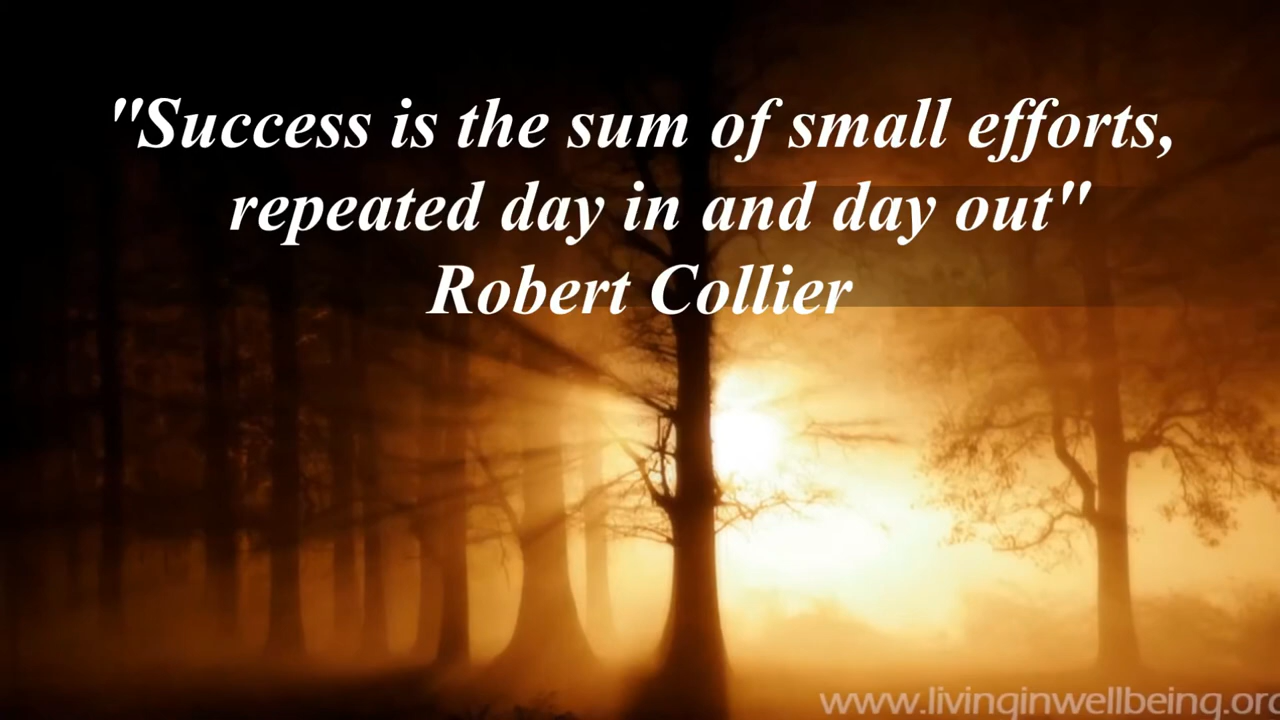 "Success is the sum of small efforts,
repeated day in and day out"
Robert Collier
www.livinginwellbeing.org